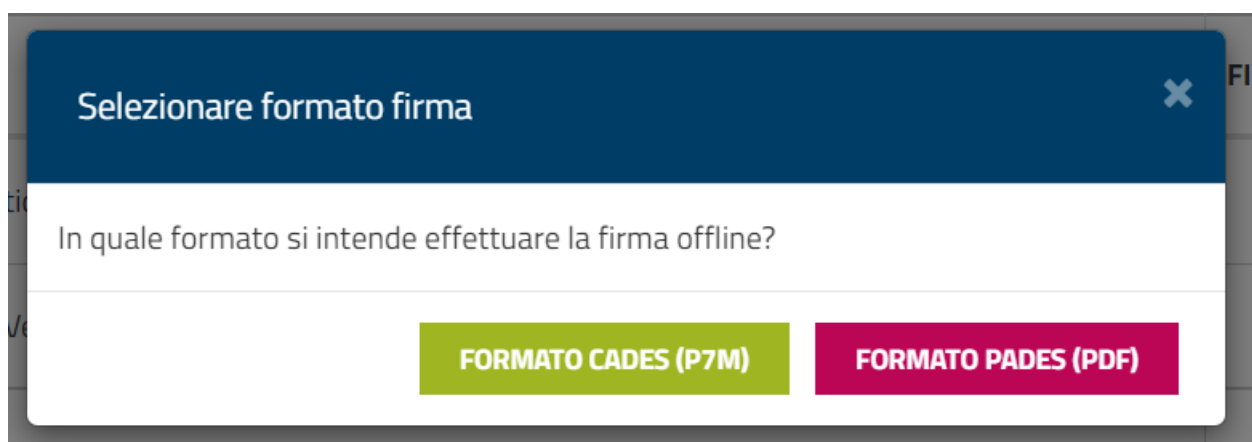 Selezionare formato firma
In quale formato si intende effettuare la firma offline?
FORMATO CADES (P7M)
FORMATO PADES (PDF)